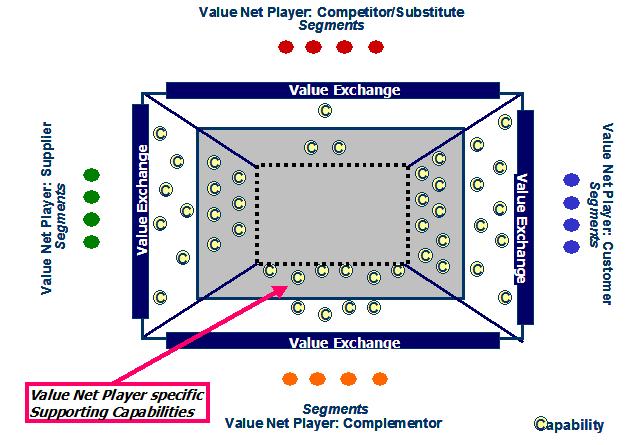 Value Net Player: Competitor/Substitute
Segments
Value Exchange
Value Net Player: Supplier
Segments
Value Exchange
Value Exchange
Value Net Player: Customer
Segments
C
C C
C C C C C C C
C C C C C C C
C C C C C C C C
C C C C C C C
C C C C C C
C C C C
Value Exchange
Value Net Player specific
Supporting Capabilities
Segments
Value Net Player: Complementor
Capability